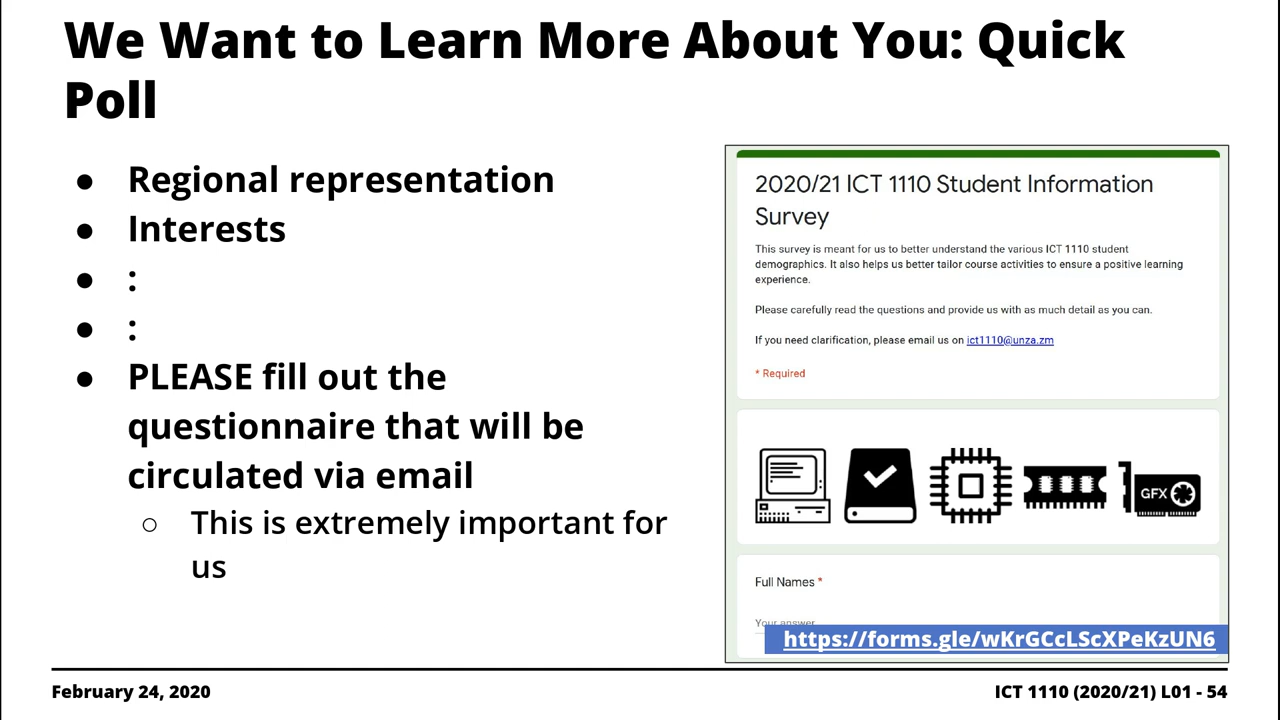 We Want to Learn More About You: Quick
Poll
● Regional representation
● Interests
● :
● :
● PLEASE fill out the
questionnaire that will be
circulated via email
○ This is extremely important for
us
2020/21 ICT 1110 Student Information
Survey
This survey is meant for us to better understand the various ICT 1110 student
demographics. It also helps us better tailor course activities to ensure a positive learning
experience.
Please carefully read the questions and provide us with as much detail as you can.
If you need clarification, please email us on ict1110@unza.zm
* Required
GFX
Full Names *
Your answer
https://forms.gle/wKrGCcLScXPeKzUN6
February 24, 2020
ICT 1110 (2020/21) L01 - 54